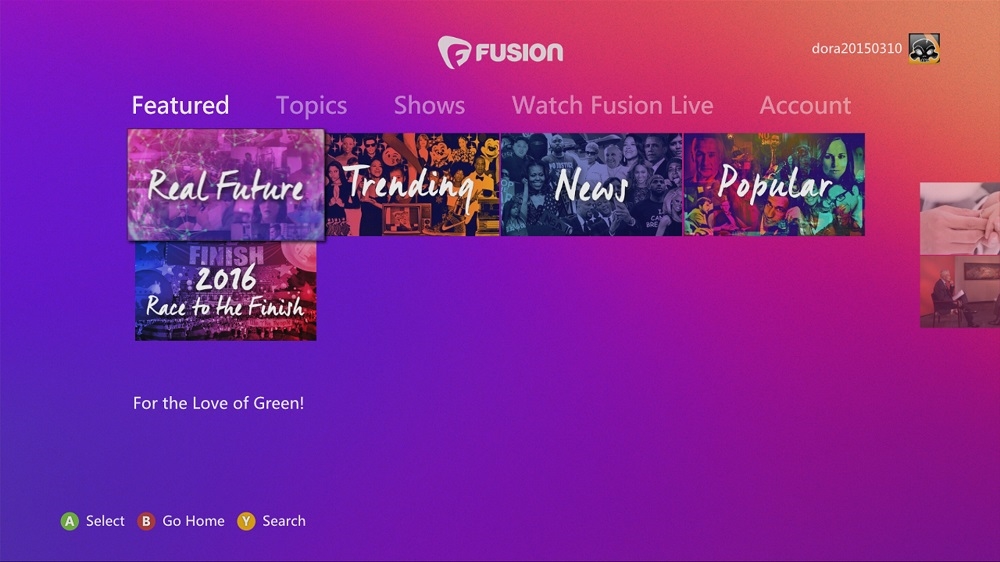 FUSION
dora20150310
Featured Topics Shows Watch Fusion Live Account
Real Future Trending News Popular
FINISH
2016
Race to the Finish
For the Love of Green!
A Select B Go Home Y Search